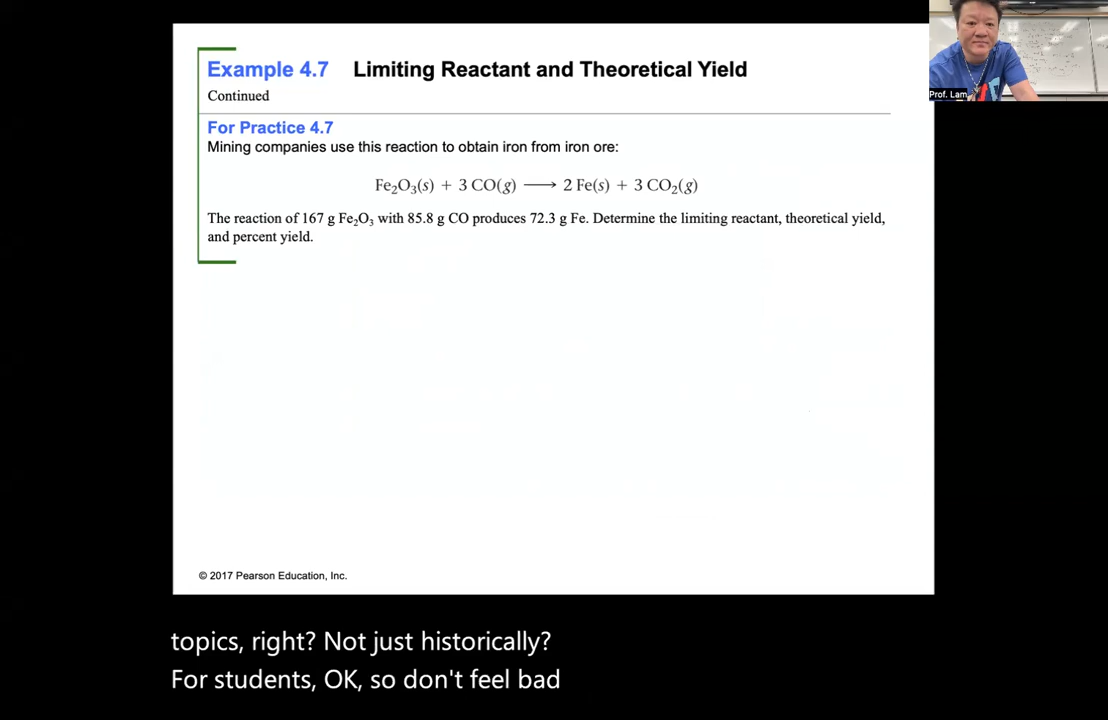 Example 4.7 Limiting Reactant and Theoretical Yield
Continued
For Practice 4.7
Mining companies use this reaction to obtain iron from iron ore:
Fe₂O₃(s) + 3 CO(g) ⟶ 2 Fe(s) + 3 CO₂(g)
The reaction of 167 g Fe₂O₃ with 85.8 g CO produces 72.3 g Fe. Determine the limiting reactant, theoretical yield,
and percent yield.
© 2017 Pearson Education, Inc.
Prof. Lam
topics, right? Not just historically?
For students, OK, so don't feel bad